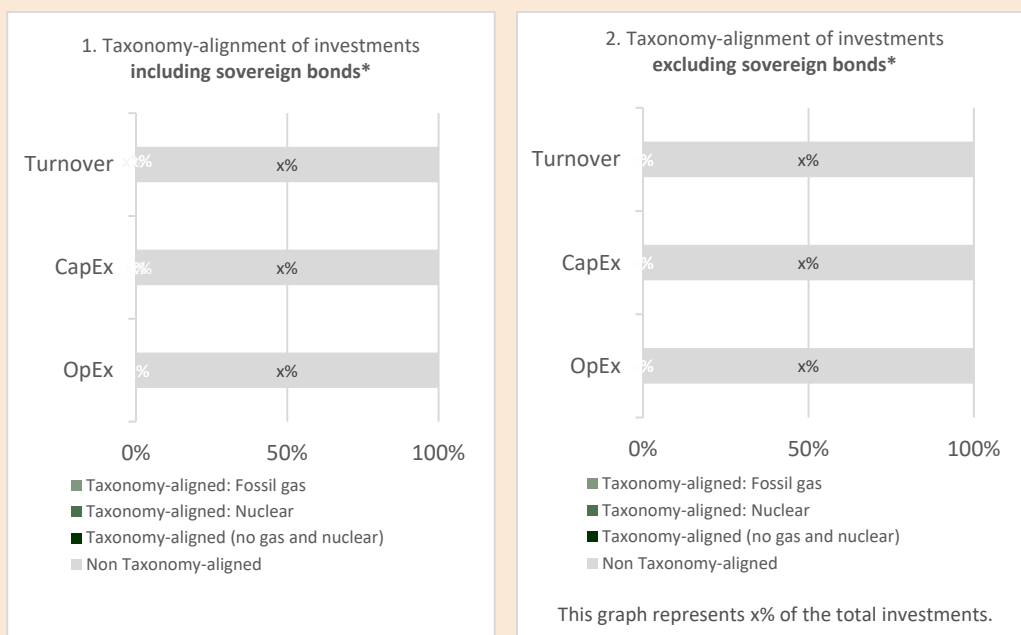 1. Taxonomy-alignment of investments
including sovereign bonds*
Turnover
x%
CapEx
x%
OpEx
%
x%
0%
50%
100%
Taxonomy-aligned: Fossil gas
Taxonomy-aligned: Nuclear
Taxonomy-aligned (no gas and nuclear)
Non Taxonomy-aligned
2. Taxonomy-alignment of investments
excluding sovereign bonds*
Turnover
%
x%
CapEx
%
x%
OpEx
%
x%
0%
50%
100%
Taxonomy-aligned: Fossil gas
Taxonomy-aligned: Nuclear
Taxonomy-aligned (no gas and nuclear)
Non Taxonomy-aligned
This graph represents x% of the total investments.